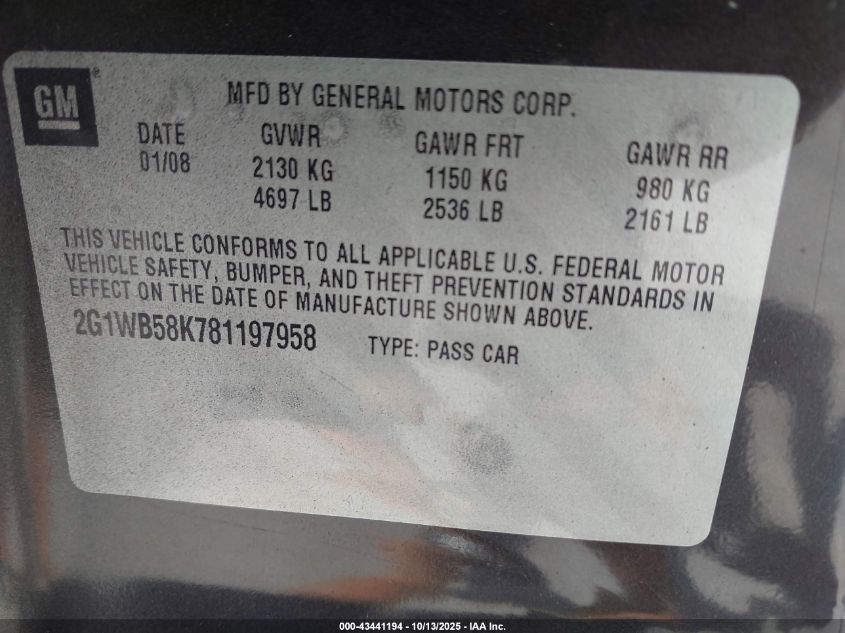 GM®
MFD BY GENERAL MOTORS CORP.
DATE GVWR GAWR FRT GAWR RR
01/08 2130 KG 1150 KG 980 KG
4697 LB 2536 LB 2161 LB
THIS VEHICLE CONFORMS TO ALL APPLICABLE U.S. FEDERAL MOTOR
VEHICLE SAFETY, BUMPER, AND THEFT PREVENTION STANDARDS IN
EFFECT ON THE DATE OF MANUFACTURE SHOWN ABOVE.
2G1WB58K781197958 TYPE: PASS CAR
000-43441194 - 10/13/2025 - IAA Inc.